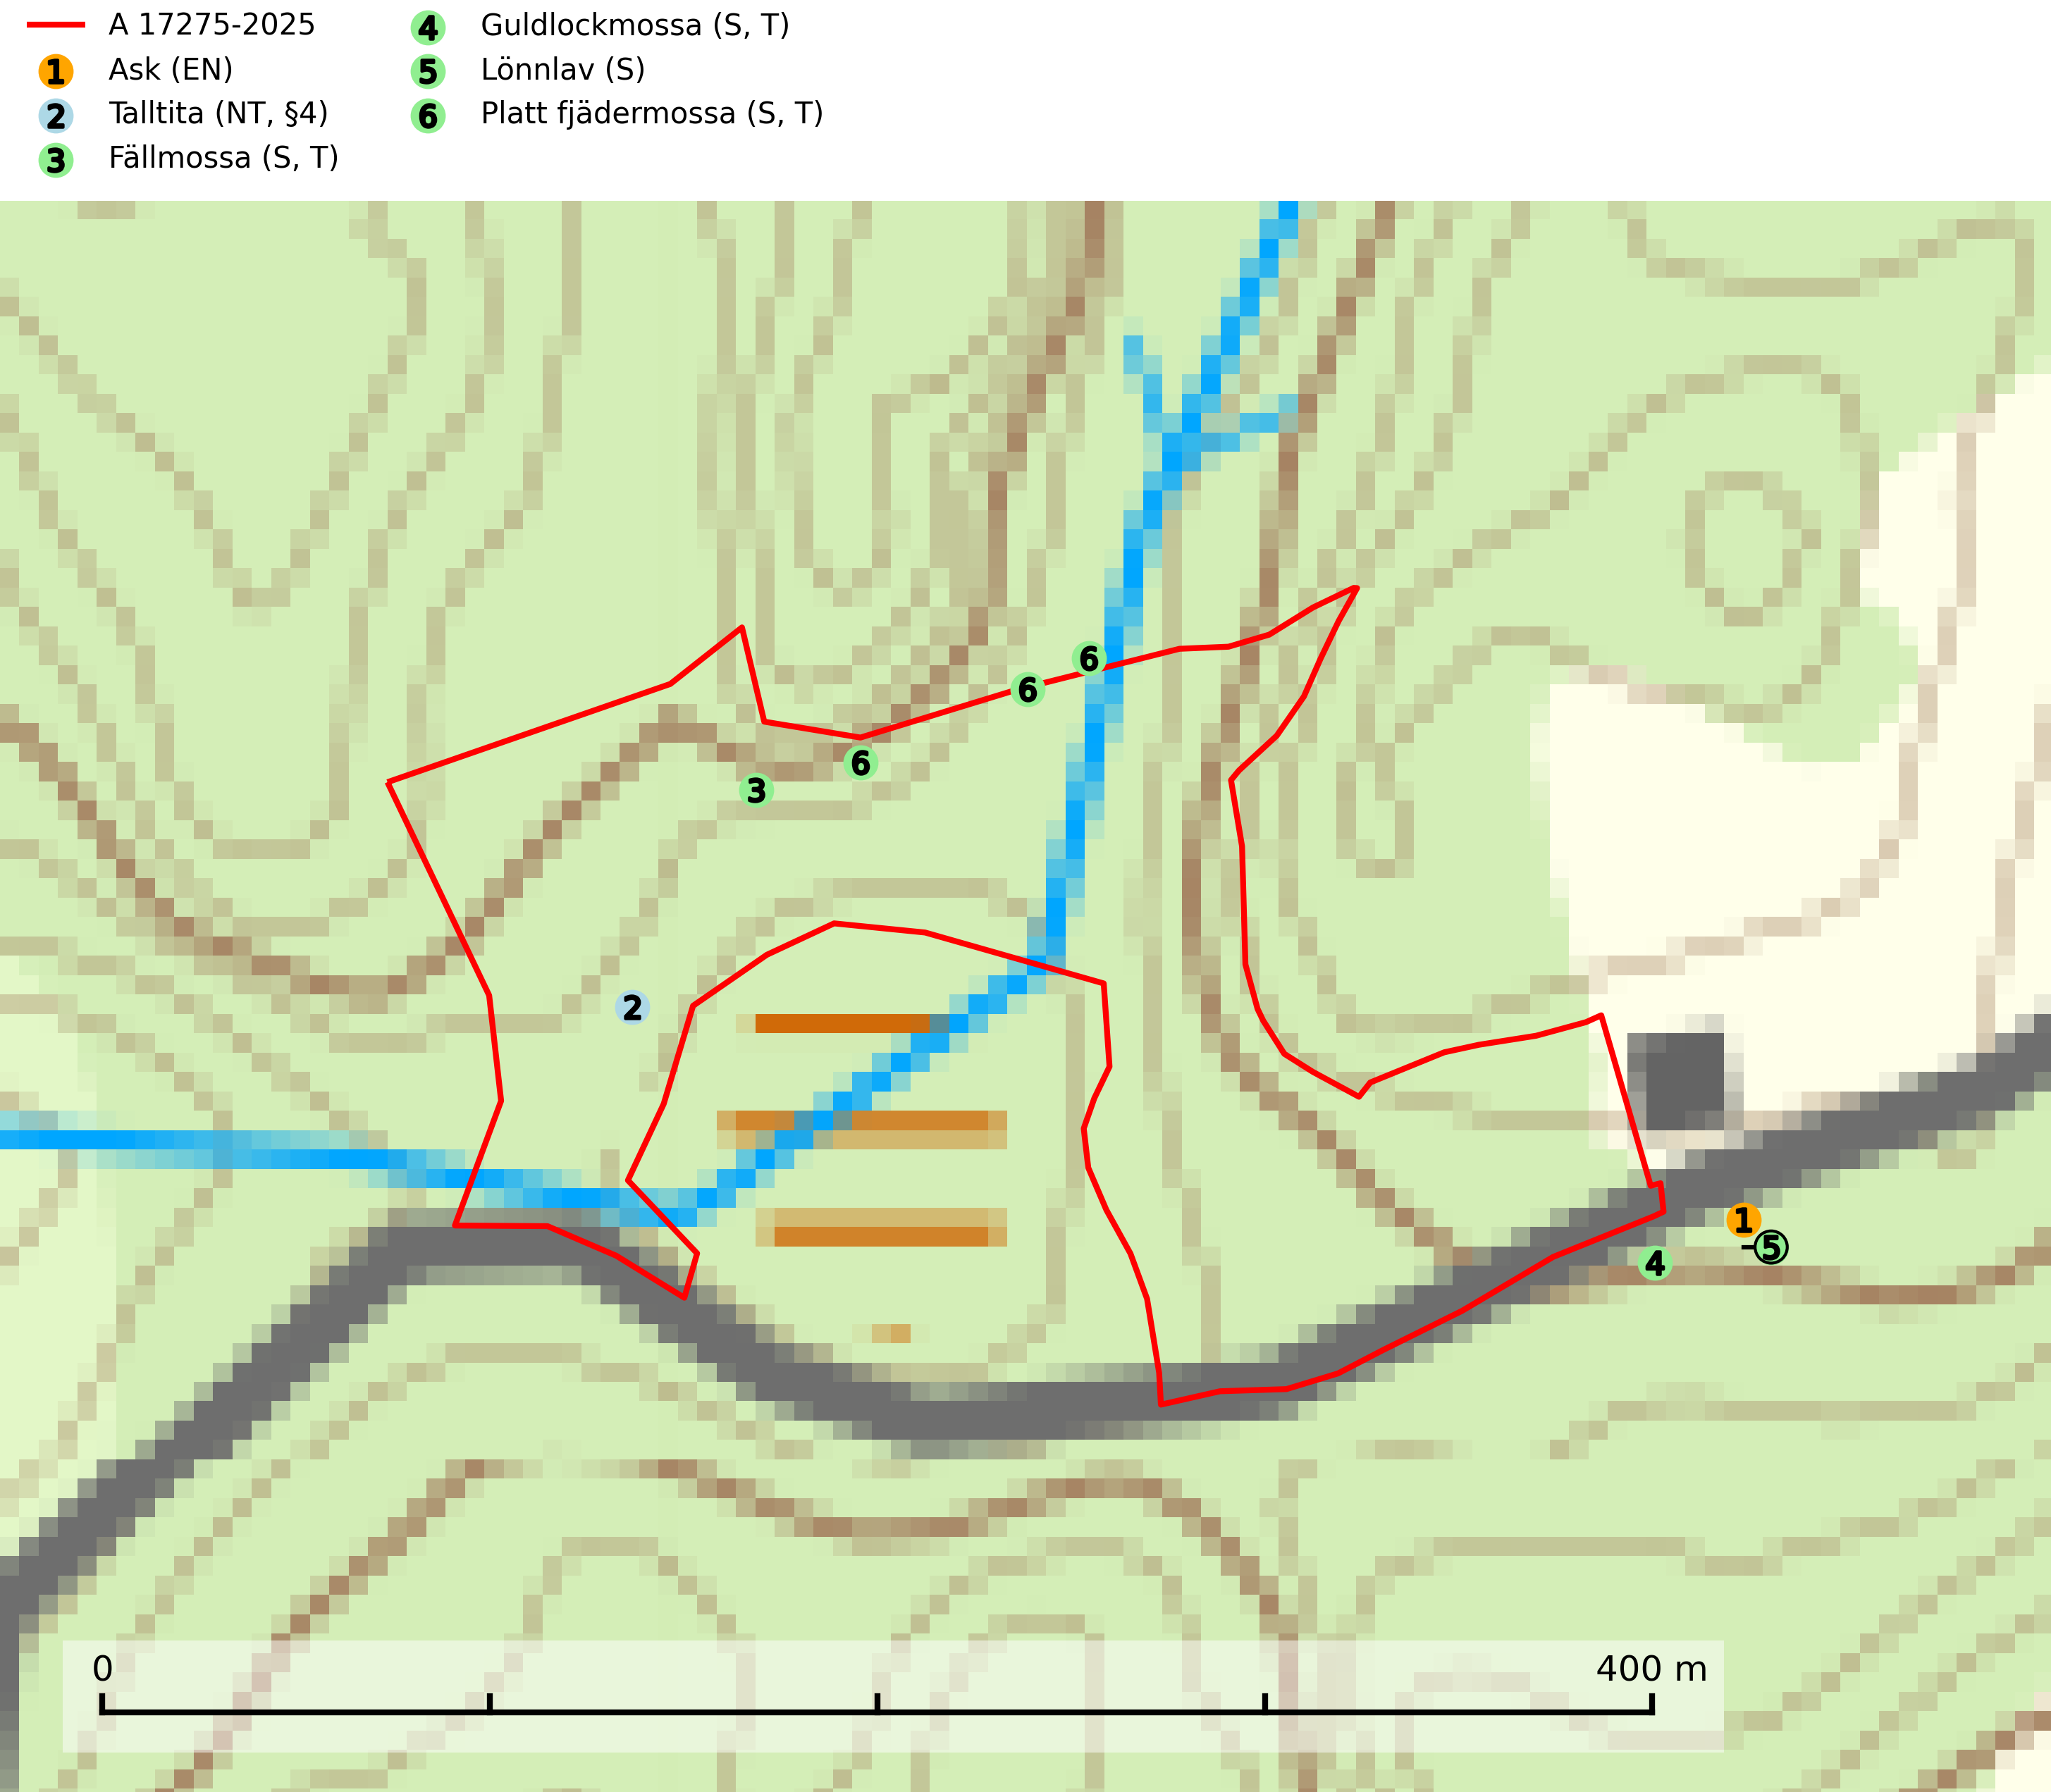 A 17275-2025
1 Ask (EN)
2 Talltita (NT, §4)
3 Fällmossa (S, T)
4 Guldlockmossa (S, T)
5 Lönnlav (S)
6 Platt fjädermossa (S, T)
6
6
6
3
2
1
5
4
0
400 m